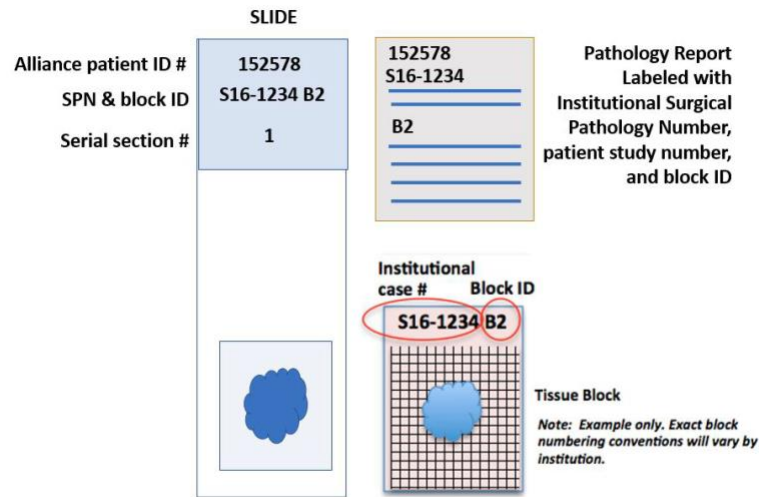 SLIDE
Alliance patient ID #
152578
SPN & block ID
S16-1234 B2
Serial section #
1
152578
S16-1234
B2
Pathology Report
Labeled with
Institutional Surgical
Pathology Number,
patient study number,
and block ID
Institutional
case #
Block ID
S16-1234 B2
Tissue Block
Note: Example only. Exact block
numbering conventions will vary by
institution.